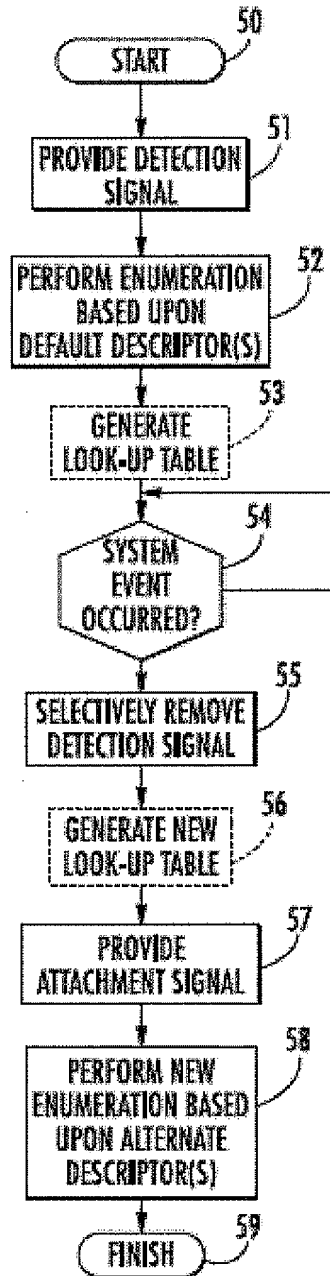 50
START
51
PROVIDE DETECTION
SIGNAL
52
PERFORM ENUMERATION
BASED UPON
DEFAULT DESCRIPTOR(S)
53
GENERATE
LOOK-UP TABLE
54
SYSTEM
EVENT
OCCURRED?
55
SELECTIVELY REMOVE
DETECTION SIGNAL
56
GENERATE NEW
LOOK-UP TABLE
57
PROVIDE
ATTACHMENT SIGNAL
58
PERFORM NEW
ENUMERATION BASED
UPON ALTERNATE
DESCRIPTOR(S)
59
FINISH